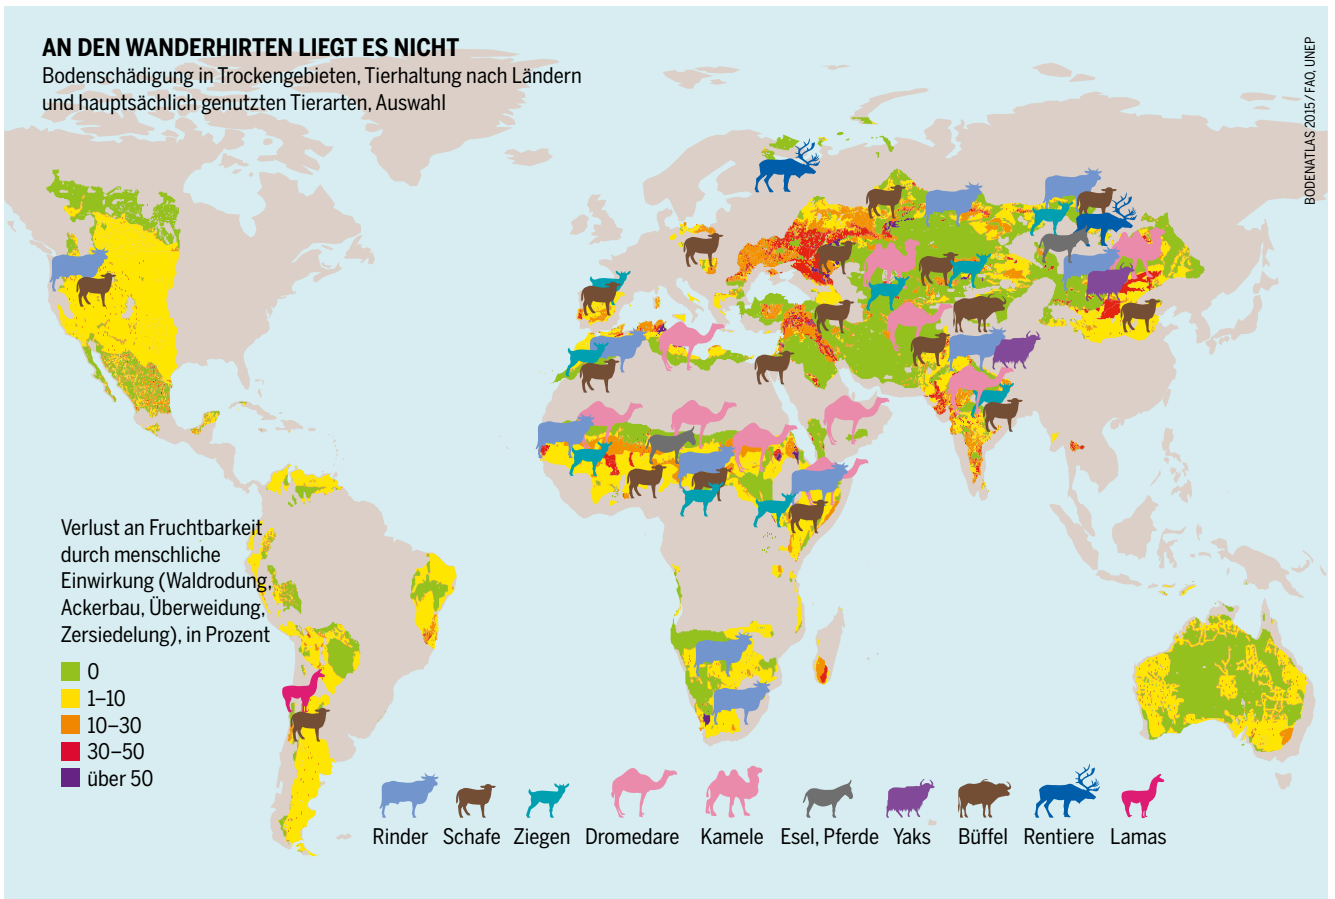 AN DEN WANDERHIRTEN LIEGT ES NICHT
Bodenschädigung in Trockengebieten, Tierhaltung nach Ländern
und hauptsächlich genutzten Tierarten, Auswahl
BODENATLAS 2015 / FAO, UNEP
Verlust an Fruchtbarkeit
durch menschliche
Einwirkung (Waldrodung,
Ackerbau, Überweidung,
Zersiedelung), in Prozent
0
1–10
10–30
30–50
über 50
Rinder Schafe Ziegen Dromedare Kamele Esel, Pferde Yaks Büffel Rentiere Lamas